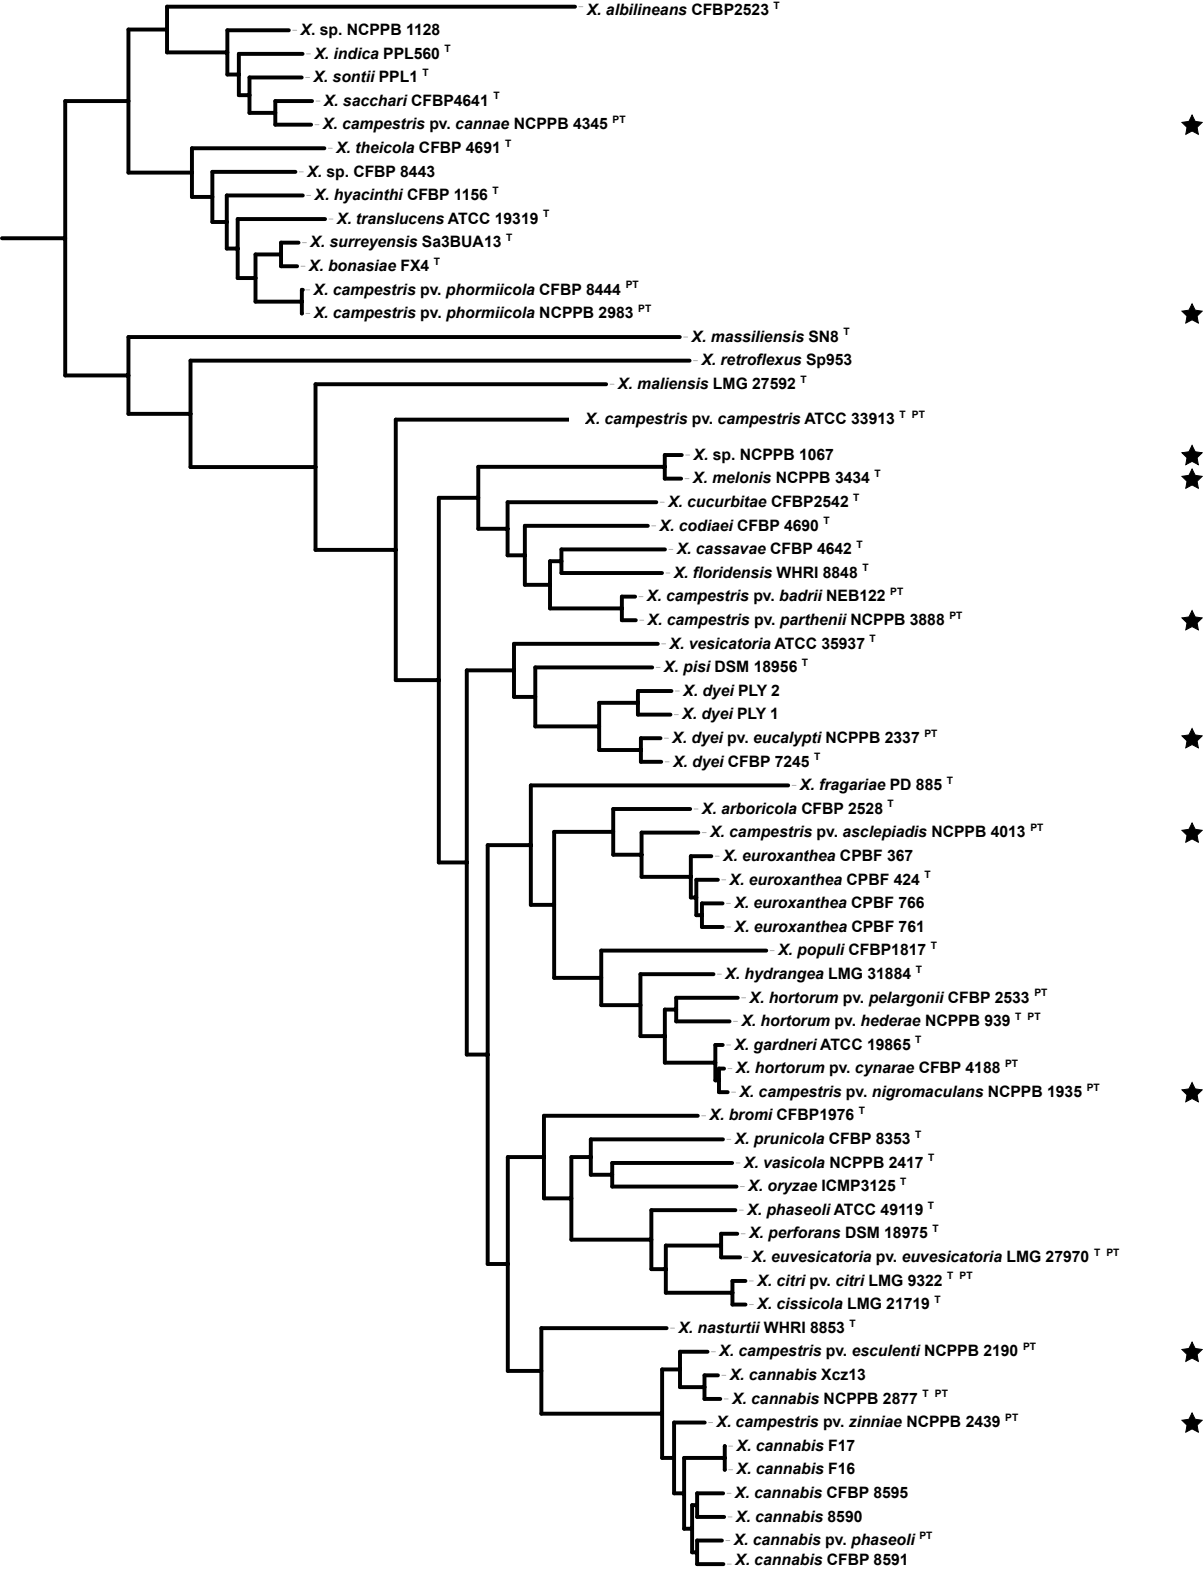 X. albilineans CFBP2523 T
X. sp. NCPPB 1128
X. indica PPL560 T
X. sontii PPL1 T
X. sacchari CFBP4641 T
X. campestris pv. cannae NCPPB 4345 PT
X. theicola CFBP 4691 T
X. sp. CFBP 8443
X. hyacinthi CFBP 1156 T
X. translucens ATCC 19319 T
X. surreyensis Sa3BUA13 T
X. bonasiae FX4 T
X. campestris pv. phormiicola CFBP 8444 PT
X. campestris pv. phormiicola NCPPB 2983 PT
X. massiliensis SN8 T
X. retroflexus Sp953
X. maliensis LMG 27592 T
X. campestris pv. campestris ATCC 33913 T PT
X. sp. NCPPB 1067
X. melonis NCPPB 3434 T
X. cucurbitae CFBP2542 T
X. codiaei CFBP 4690 T
X. cassavae CFBP 4642 T
X. floridensis WHRI 8848 T
X. campestris pv. badrii NEB122 PT
X. campestris pv. parthenii NCPPB 3888 PT
X. vesicatoria ATCC 35937 T
X. pisi DSM 18956 T
X. dyei PLY 2
X. dyei PLY 1
X. dyei pv. eucalypti NCPPB 2337 PT
X. dyei CFBP 7245 T
X. fragariae PD 885 T
X. arboricola CFBP 2528 T
X. campestris pv. asclepiadis NCPPB 4013 PT
X. euroxanthea CPBF 367
X. euroxanthea CPBF 424 T
X. euroxanthea CPBF 766
X. euroxanthea CPBF 761
X. populi CFBP1817 T
X. hydrangea LMG 31884 T
X. hortorum pv. pelargonii CFBP 2533 PT
X. hortorum pv. hederae NCPPB 939 T PT
X. gardneri ATCC 19865 T
X. hortorum pv. cynarae CFBP 4188 PT
X. campestris pv. nigromaculans NCPPB 1935 PT
X. bromi CFBP1976 T
X. prunicola CFBP 8353 T
X. vasicola NCPPB 2417 T
X. oryzae ICMP3125 T
X. phaseoli ATCC 49119 T
X. perforans DSM 18975 T
X. euvesicatoria pv. euvesicatoria LMG 27970 T PT
X. citri pv. citri LMG 9322 T PT
X. cissicola LMG 21719 T
X. nasturtii WHRI 8853 T
X. campestris pv. esculenti NCPPB 2190 PT
X. cannabis Xcz13
X. cannabis NCPPB 2877 T PT
X. campestris pv. zinniae NCPPB 2439 PT
X. cannabis F17
X. cannabis F16
X. cannabis CFBP 8595
X. cannabis 8590
X. cannabis pv. phaseoli PT
X. cannabis CFBP 8591